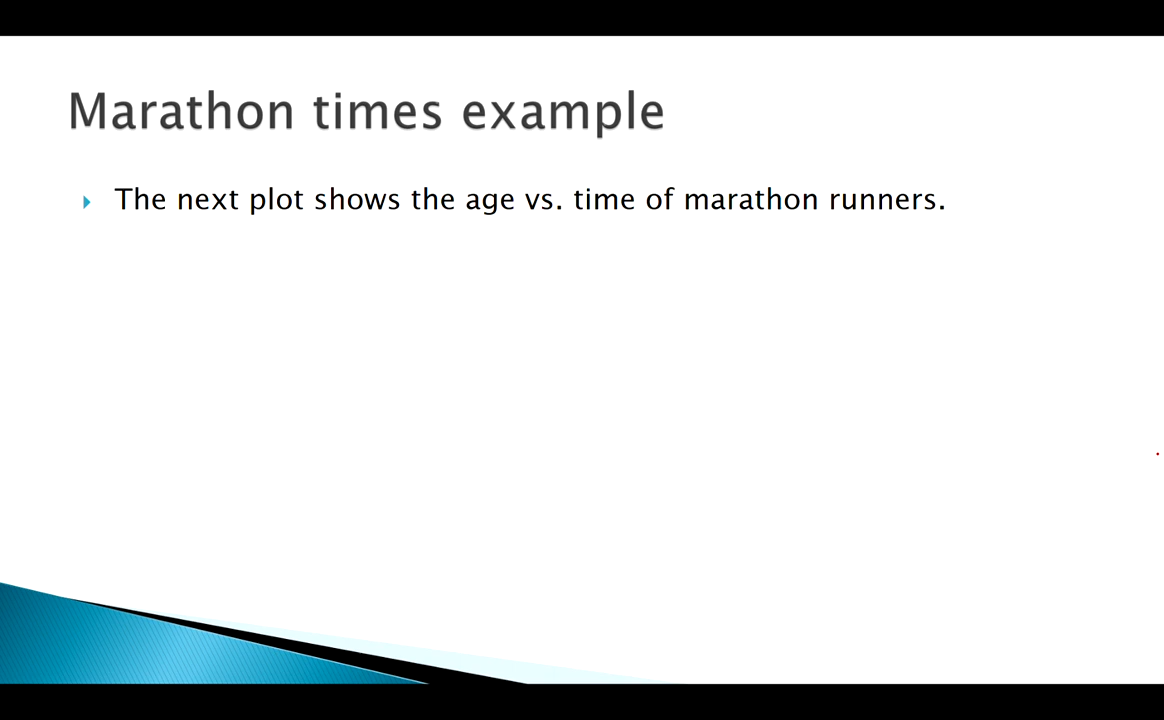 Marathon times example
The next plot shows the age vs. time of marathon runners.